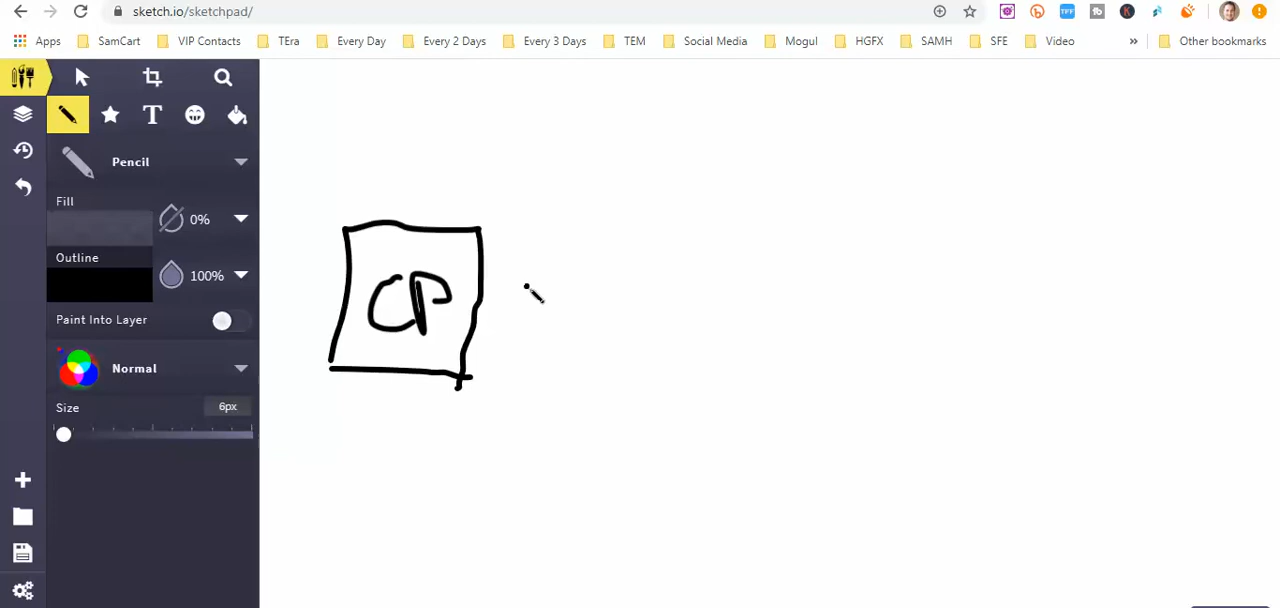 sketch.io/sketchpad/
Apps SamCart VIP Contacts TEra Every Day Every 2 Days Every 3 Days TEM Social Media Mogul HGFX SAMH SFE Video » Other bookmarks
T
Pencil
Fill
0%
Outline
100%
Paint Into Layer
Normal
Size 6px
CP